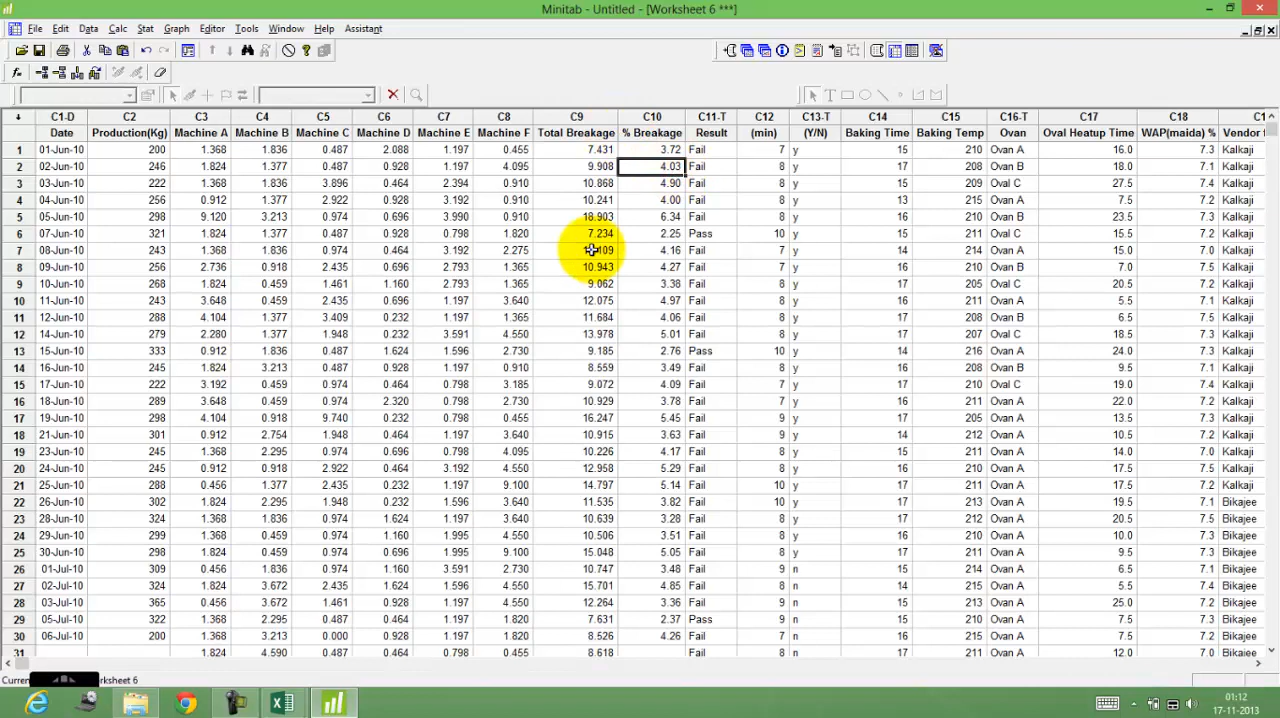 Minitab - Untitled - [Worksheet 6 ***]
File Edit Data Calc Stat Graph Editor Tools Window Help Assistant
C1-D C2 C3 C4 C5 C6 C7 C8 C9 C10 C11-T C12 C13-T C14 C15 C16-T C17 C18 C1
Date Production(Kg) Machine A Machine B Machine C Machine D Machine E Machine F Total Breakage % Breakage Result (min) (Y/N) Baking Time Baking Temp Ovan Oval Heatup Time WAP(maida) % Vendor f
1 01-Jun-10 200 1.368 1.836 0.487 2.088 1.197 0.455 7.431 3.72 Fail 7 y 15 210 Ovan A 16.0 7.3 Kalkaji
2 02-Jun-10 246 1.824 1.377 0.487 0.928 1.197 4.095 9.908 4.03 Fail 8 y 16 210 Ovan B 18.0 7.1 Kalkaji
3 03-Jun-10 222 1.368 1.836 3.896 0.464 2.394 0.910 10.868 4.90 Fail 8 y 15 209 Oval C 27.5 7.4 Kalkaji
4 04-Jun-10 256 0.912 1.377 2.922 0.928 3.192 0.910 10.241 4.00 Fail 8 y 13 215 Ovan A 7.5 7.2 Kalkaji
5 05-Jun-10 298 9.120 3.213 0.974 0.696 3.990 0.910 18.903 6.34 Fail 8 y 16 210 Ovan B 23.5 7.3 Kalkaji
6 07-Jun-10 321 1.824 1.377 0.487 0.928 0.798 1.820 7.234 2.25 Pass 10 y 15 211 Oval C 13.5 7.3 Kalkaji
7 08-Jun-10 243 1.368 1.836 0.974 0.464 3.192 2.275 109 4.16 Fail 7 y 14 214 Ovan A 15.0 7.0 Kalkaji
8 09-Jun-10 256 2.736 0.918 2.435 0.696 2.793 1.365 10.943 4.27 Fail 7 y 16 210 Ovan B 7.0 7.5 Kalkaji
9 10-Jun-10 268 1.824 0.459 1.461 1.160 2.793 1.365 9.062 3.38 Fail 8 y 17 205 Oval C 20.5 7.2 Kalkaji
10 11-Jun-10 243 3.648 0.459 2.435 0.696 1.197 3.640 12.075 4.97 Fail 8 y 16 211 Ovan A 5.5 7.1 Kalkaji
11 12-Jun-10 288 4.104 1.377 3.409 0.232 1.197 1.365 11.684 4.06 Fail 8 y 17 208 Ovan B 6.5 7.5 Kalkaji
12 14-Jun-10 279 2.280 1.377 1.948 0.232 3.591 4.550 13.978 5.01 Fail 8 y 17 207 Oval C 18.5 7.3 Kalkaji
13 15-Jun-10 333 0.912 1.836 0.487 1.624 1.596 2.730 9.185 2.76 Pass 10 y 14 216 Ovan A 24.0 7.3 Kalkaji
14 16-Jun-10 245 1.824 3.213 0.487 0.928 1.197 0.910 8.559 3.49 Fail 8 y 16 208 Ovan B 9.5 7.1 Kalkaji
15 17-Jun-10 222 3.192 0.459 0.974 0.464 0.798 3.185 9.072 4.09 Fail 7 y 17 210 Oval C 19.0 7.4 Kalkaji
16 18-Jun-10 289 3.648 0.459 0.974 2.320 0.798 2.730 10.929 3.78 Fail 8 y 16 211 Ovan A 22.0 7.2 Kalkaji
17 19-Jun-10 298 4.104 0.918 9.740 0.232 0.798 0.455 16.247 5.45 Fail 9 y 17 205 Ovan A 13.5 7.3 Kalkaji
18 21-Jun-10 301 0.912 2.754 1.948 0.464 1.197 3.640 10.915 3.63 Fail 8 y 14 212 Ovan A 10.5 7.2 Kalkaji
19 23-Jun-10 245 1.368 2.295 0.974 0.696 1.253 3.640 10.226 4.17 Fail 8 y 15 211 Ovan A 14.0 7.0 Kalkaji
20 24-Jun-10 245 0.912 0.918 2.922 0.464 3.192 4.550 12.958 5.29 Fail 8 y 16 210 Ovan A 17.5 7.5 Kalkaji
21 25-Jun-10 288 0.456 1.377 2.435 0.232 1.197 9.100 14.797 5.14 Fail 10 y 15 211 Ovan A 17.5 7.2 Kalkaji
22 26-Jun-10 302 1.824 2.295 1.948 0.232 1.596 3.640 11.535 3.82 Fail 10 y 17 213 Ovan A 19.5 7.1 Bikajee
23 28-Jun-10 324 1.368 1.836 0.974 1.624 1.197 3.640 10.639 3.28 Fail 8 y 17 212 Ovan A 20.5 7.5 Bikajee
24 29-Jun-10 299 1.368 0.459 0.974 1.160 1.995 4.550 10.506 3.51 Fail 8 y 16 210 Ovan A 10.0 7.3 Bikajee
25 30-Jun-10 298 1.824 0.459 0.974 0.696 1.995 9.100 15.048 5.05 Fail 8 y 17 211 Ovan A 9.5 7.3 Bikajee
26 01-Jul-10 309 0.456 1.836 0.974 1.160 3.591 2.730 10.747 3.48 Fail 9 n 14 215 Ovan A 6.5 7.1 Bikajee
27 02-Jul-10 324 1.824 3.672 2.435 1.624 1.596 4.550 15.701 4.85 Fail 8 n 14 215 Ovan A 5.5 7.4 Bikajee
28 03-Jul-10 365 0.456 3.672 1.461 0.928 1.197 4.550 12.264 3.36 Fail 9 n 15 213 Ovan A 25.0 7.2 Bikajee
29 05-Jul-10 322 1.368 2.295 0.487 0.464 1.197 1.820 7.631 2.37 Pass 9 n 15 210 Ovan A 7.5 7.2 Bikajee
30 06-Jul-10 200 1.368 3.213 0.000 0.928 1.197 1.820 8.526 4.26 Fail 7 n 16 215 Ovan A 7.5 7.1 Bikajee
31 1.824 4.590 0.487 0.464 0.798 0.455 8.618 8 n 17 211 Ovan A 12.0 7.0 Bikajee
Curren rksheet 6
01:12
17-11-2013